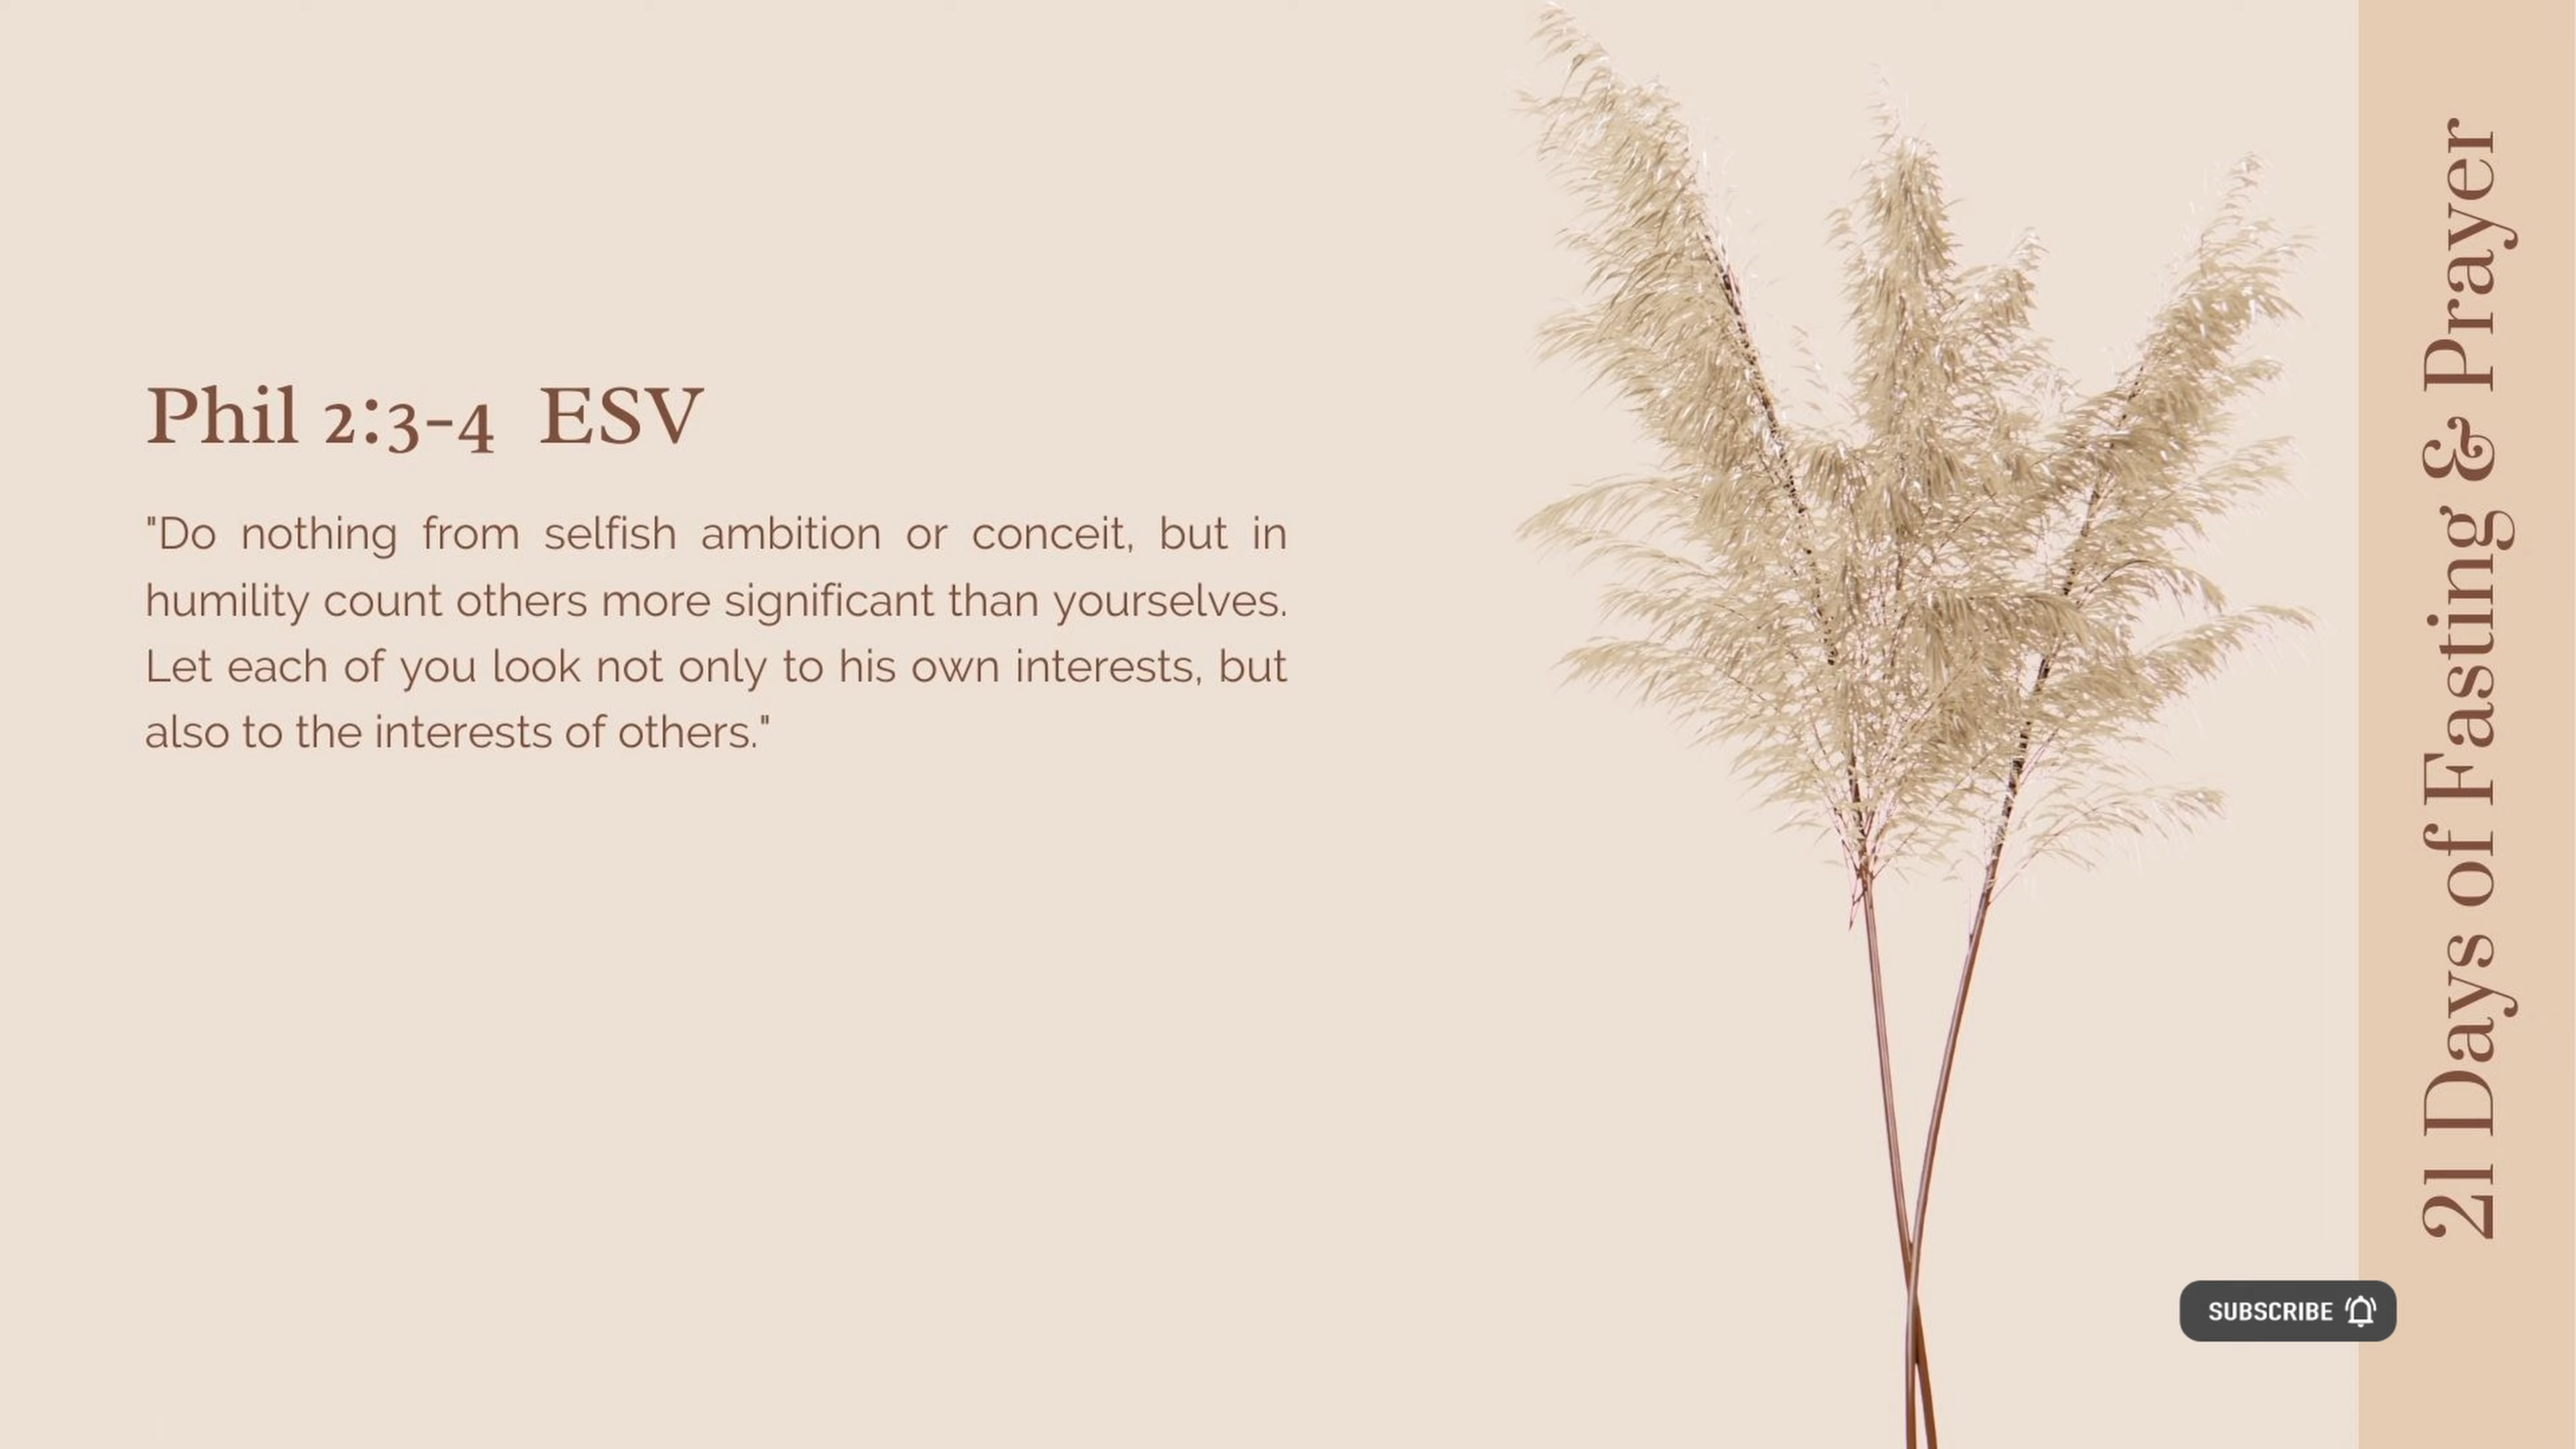 Phil 2:3-4 ESV
"Do nothing from selfish ambition or conceit, but in
humility count others more significant than yourselves.
Let each of you look not only to his own interests, but
also to the interests of others."
21 Days of Fasting & Prayer
SUBSCRIBE